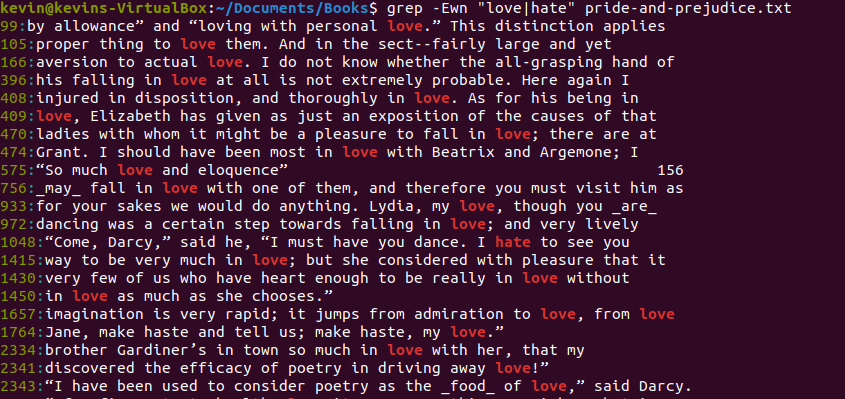 kevin@kevins-VirtualBox:~/Documents/Books$ grep -Ewn "love|hate" pride-and-prejudice.txt
99:by allowance” and “loving with personal love.” This distinction applies
105:proper thing to love them. And in the sect--fairly large and yet
166:aversion to actual love. I do not know whether the all-grasping hand of
396:his falling in love at all is not extremely probable. Here again I
408:injured in disposition, and thoroughly in love. As for his being in
409:love, Elizabeth has given as just an exposition of the causes of that
470:ladies with whom it might be a pleasure to fall in love; there are at
474:Grant. I should have been most in love with Beatrix and Argemone; I
575:“So much love and eloquence” 156
756:_may_ fall in love with one of them, and therefore you must visit him as
933:for your sakes we would do anything. Lydia, my love, though you _are_
972:dancing was a certain step towards falling in love; and very lively
1048:“Come, Darcy,” said he, “I must have you dance. I hate to see you
1415:way to be very much in love; but she considered with pleasure that it
1430:very few of us who have heart enough to be really in love without
1450:in love as much as she chooses.”
1657:imagination is very rapid; it jumps from admiration to love, from love
1764:Jane, make haste and tell us; make haste, my love.”
2334:brother Gardiner’s in town so much in love with her, that my
2341:discovered the efficacy of poetry in driving away love!”
2343:“I have been used to consider poetry as the _food_ of love,” said Darcy.